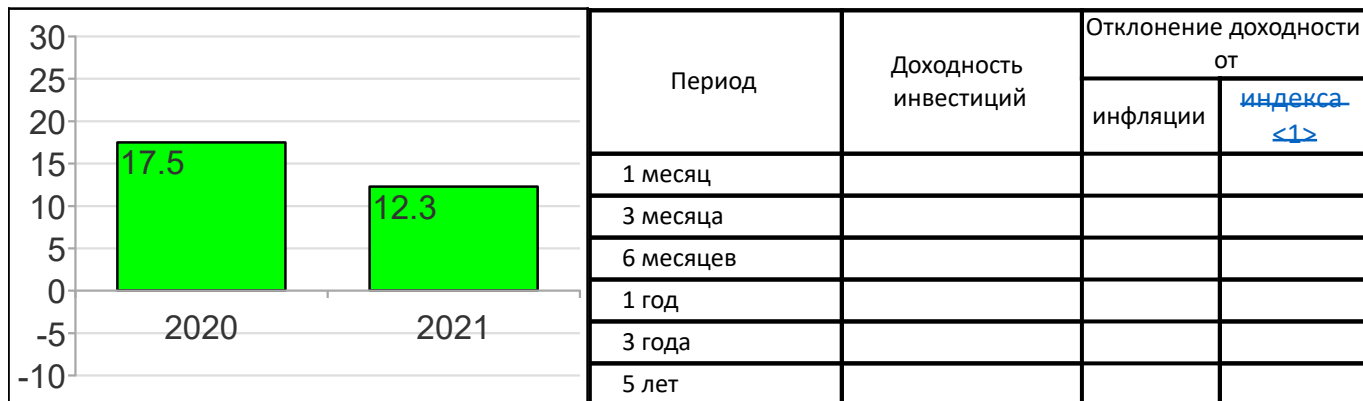 30
25
20
15
10
5
0
-5
-10
17.5
12.3
2020
2021
Период
Доходность
инвестиций
Отклонение доходности
от
инфляции
индекса
<1>
1 месяц
3 месяца
6 месяцев
1 год
3 года
5 лет